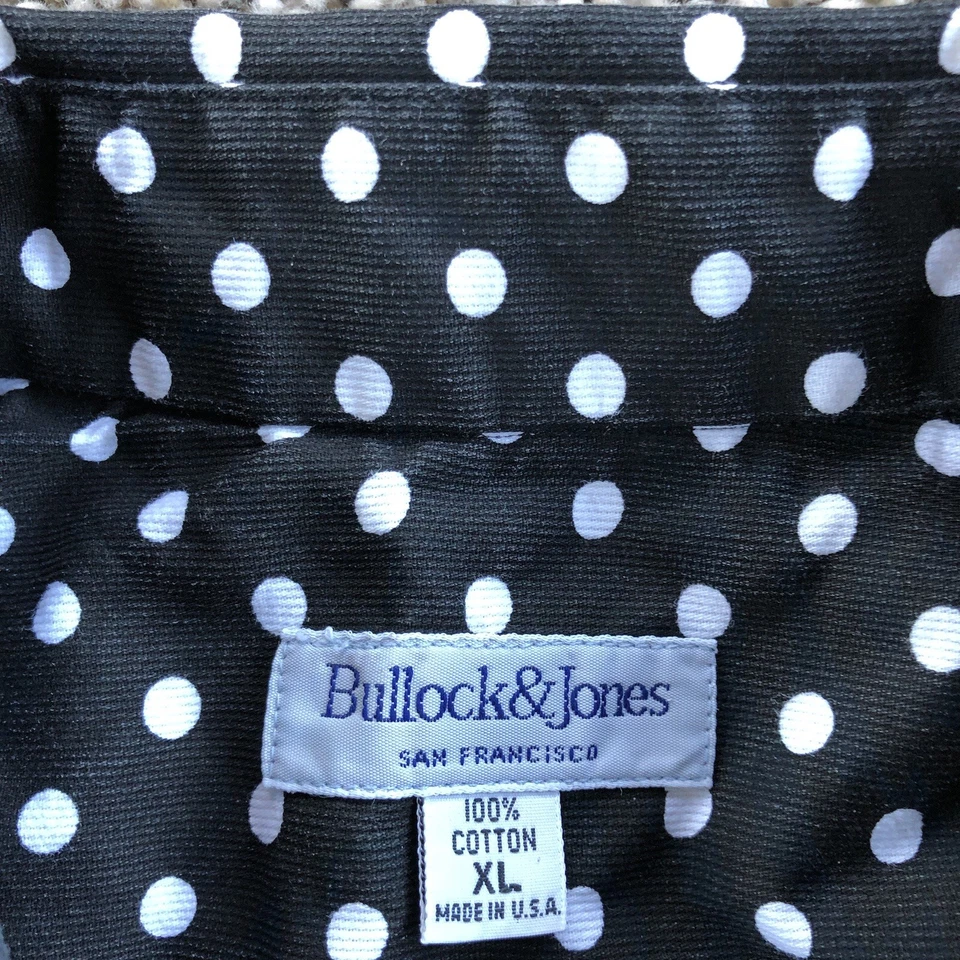 Bullock&Jones
SAN FRANCISCO
100%
COTTON
XL
MADE IN U.S.A.